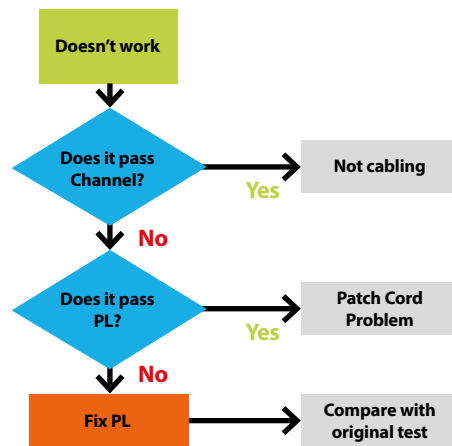 Doesn't work
Does it pass
Channel?
Yes
Not cabling
No
Does it pass
PL?
Yes
Patch Cord
Problem
No
Fix PL
Compare with
original test